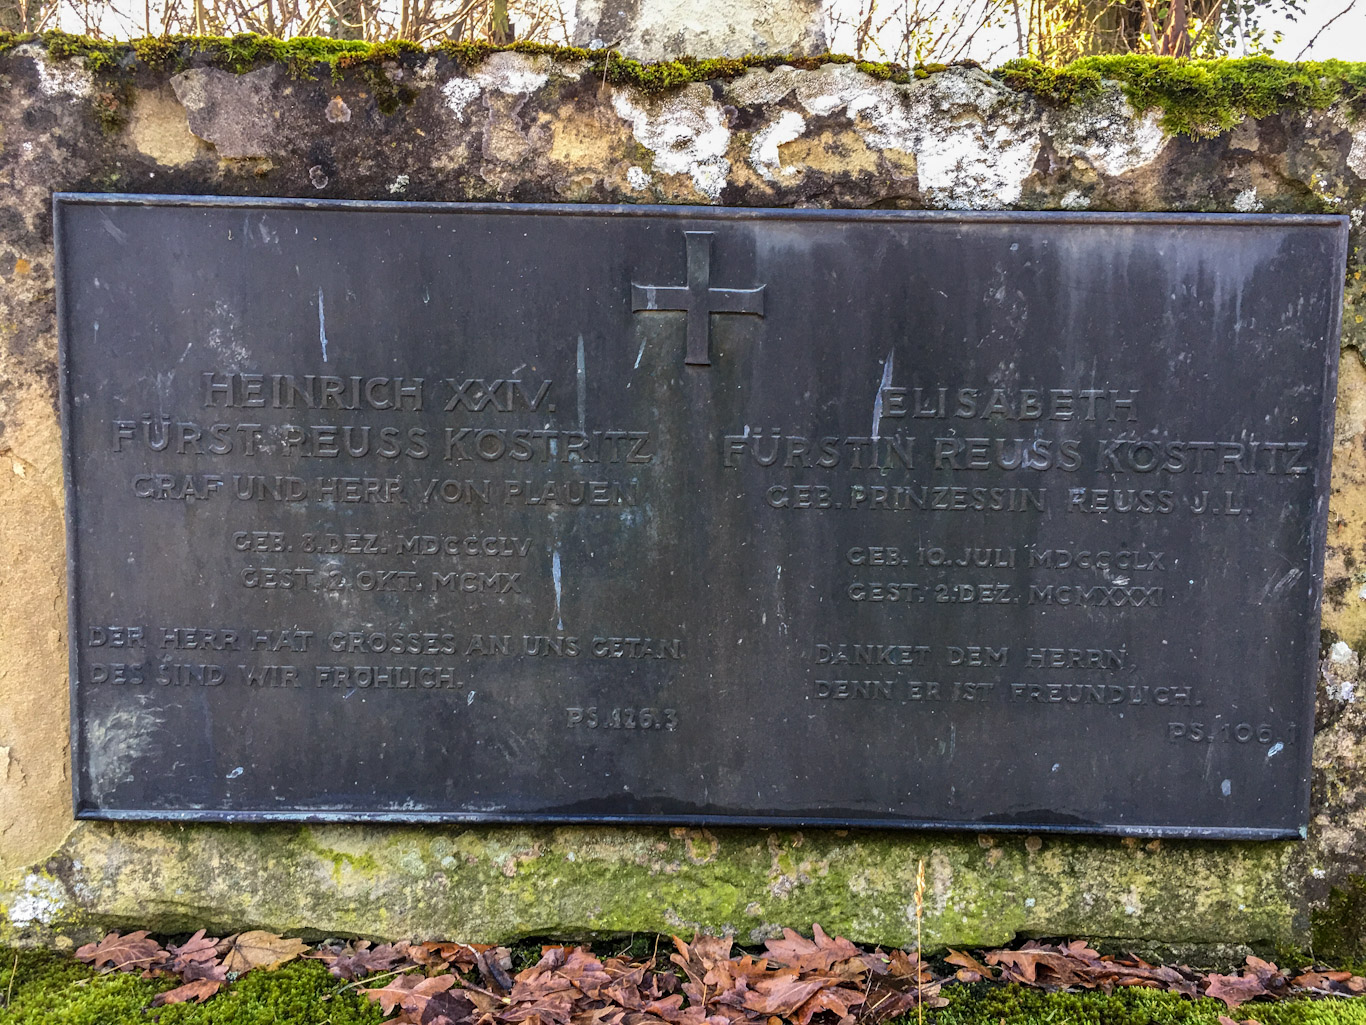 HEINRICH XXIV.
FÜRST REUSS KÖSTRITZ
GRAF UND HERR VON PLAUEN
GEB. 8.DEZ. MDCCCLV
GEST. 2.OKT. MCMX
DER HERR HAT GROSSES AN UNS GETAN
DES SIND WIR FRÖHLICH.
PS.126.3
ELISABETH
FÜRSTIN REUSS KÖSTRITZ
GEB. PRINZESSIN REUSS J.L.
GEB. 10.JULI MDCCCLX
GEST. 2.DEZ. MCMXXXI
DANKET DEM HERRN,
DENN ER IST FREUNDLICH.
PS.106.1